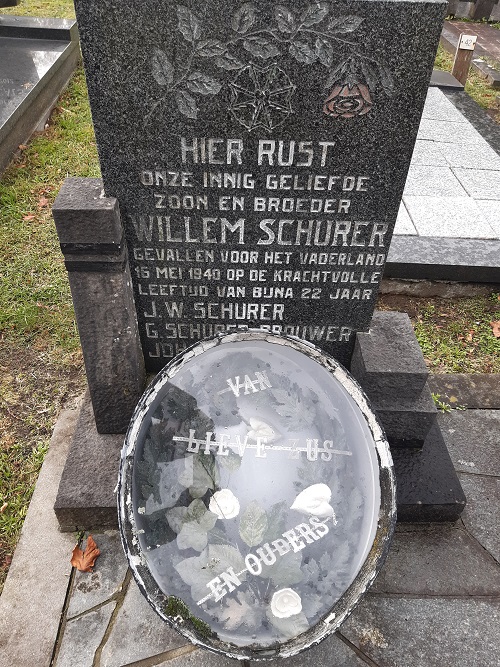 HIER RUST
ONZE INNIG GELIEFDE
ZOON EN BROEDER
WILLEM SCHURER
GEVALLEN VOOR HET VADERLAND
15 MEI 1940 OP DE KRACHTVOLLE
LEEFTIJD VAN BIJNA 22 JAAR
J.W. SCHURER
G. SCHURER-BROUWER
VAN
LIEVE US
EN OUDERS